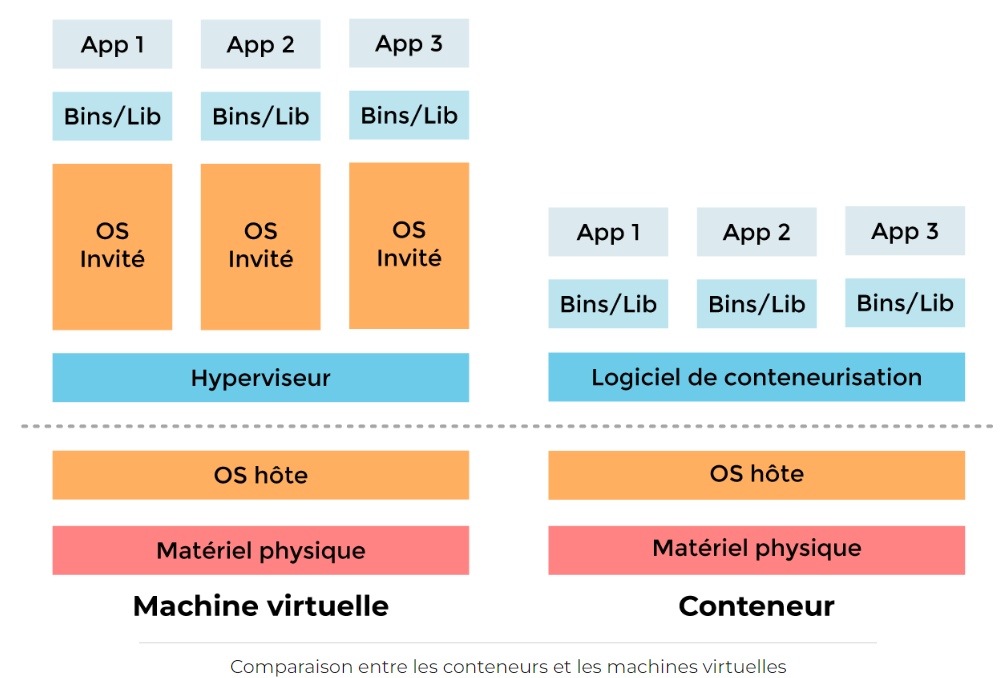 App 1
App 2
App 3
Bins/Lib
Bins/Lib
Bins/Lib
OS
Invité
OS
Invité
OS
Invité
Hyperviseur
OS hôte
Matériel physique
Machine virtuelle
App 1
App 2
App 3
Bins/Lib
Bins/Lib
Bins/Lib
Logiciel de conteneurisation
OS hôte
Matériel physique
Conteneur
Comparaison entre les conteneurs et les machines virtuelles